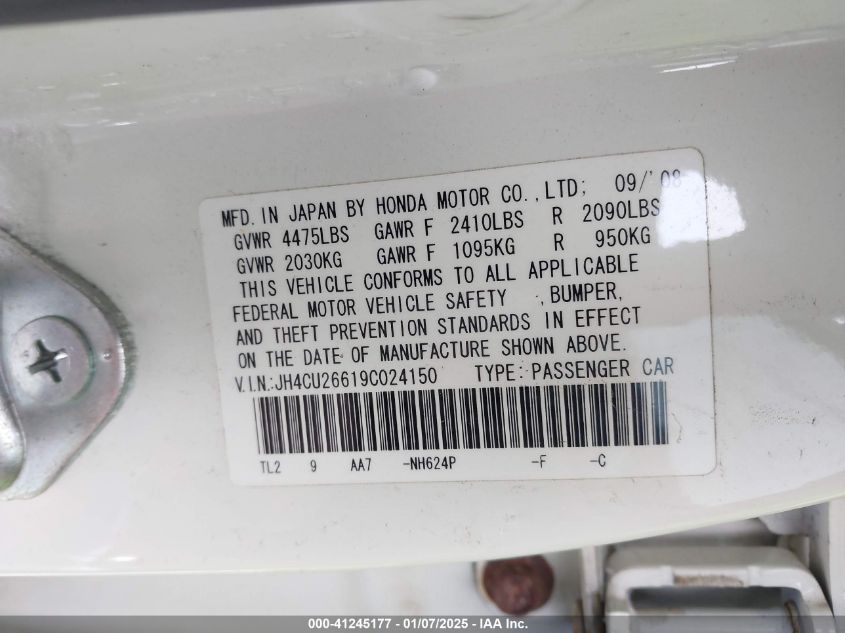 MFD. IN JAPAN BY HONDA MOTOR CO.,LTD; 09/'08
GVWR 4475LBS GAWR F 2410LBS R 2090LBS
GVWR 2030KG GAWR F 1095KG R 950KG
THIS VEHICLE CONFORMS TO ALL APPLICABLE
FEDERAL MOTOR VEHICLE SAFETY , BUMPER,
AND THEFT PREVENTION STANDARDS IN EFFECT
ON THE DATE OF MANUFACTURE SHOWN ABOVE.
V.I.N.:JH4CU26619C024150 TYPE:PASSENGER CAR
TL2 9 AA7 -NH624P -F -C
000-41245177 - 01/07/2025 - IAA Inc.